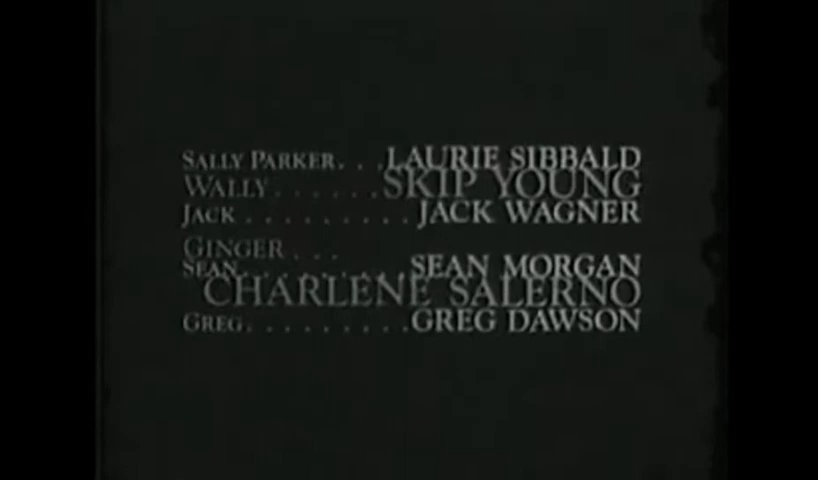 SALLY PARKER. . .LAURIE SIBBALD
WALLY . . . . . .SKIP YOUNG
JACK . . . . . . . . . .JACK WAGNER
GINGER . . .
SEAN. . . . . . . . . .SEAN MORGAN
CHARLENE SALERNO
GREG. . . . . . . . . .GREG DAWSON